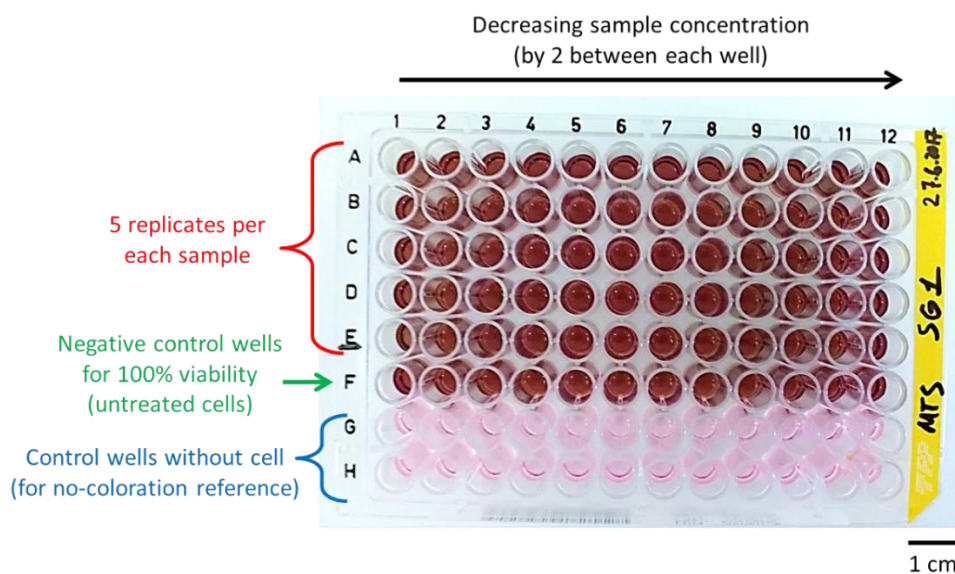 Decreasing sample concentration
(by 2 between each well)
1 2 3 4 5 6 7 8 9 10 11 12
A
B
C
D
E
F
G
H
5 replicates per
each sample
Negative control wells
for 100% viability
(untreated cells)
Control wells without cell
(for no-coloration reference)
MTS SG1 27.6.2017
TPP
1 cm